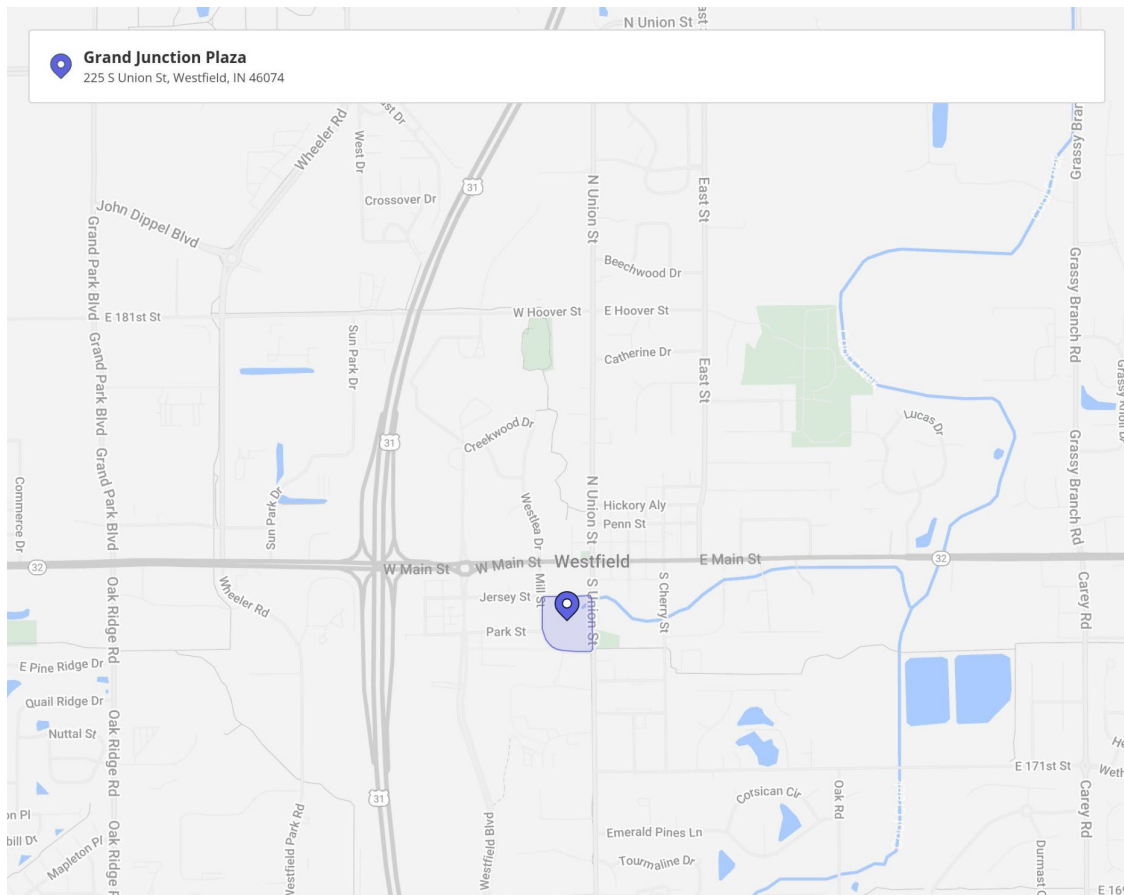 N Union St
Grand Junction Plaza
225 S Union St, Westfield, IN 46074
Wheeler Rd
West Dr
Crossover Dr
31
John Dippel Blvd
Grand Park Blvd
N Union St
East St
Beechwood Dr
Grassy Branch Rd
E 181st St
W Hoover St
E Hoover St
Sun Park Dr
Catherine Dr
Grand Park Blvd
East St
Lucas Dr
Creekwood Dr
31
Grand Park Blvd
Grassy Branch Rd
Commerce Dr
Sun Park Dr
Westlea Dr
N Union St
Hickory Aly
Penn St
32
W Main St
W Main St
Westfield
E Main St
32
Wheeler Rd
Oak Ridge Rd
Jersey St
Mill St
S Union St
S Cherry St
Carey Rd
Park St
E Pine Ridge Dr
Quail Ridge Dr
Nuttal St
Oak Ridge Rd
E 171st St
31
Corsican Cir
Oak Rd
Carey Rd
Mapleton Pl
Oak Ridge R
Westfield Park Rd
Westfield Blvd
Emerald Pines Ln
Tourmaline Dr